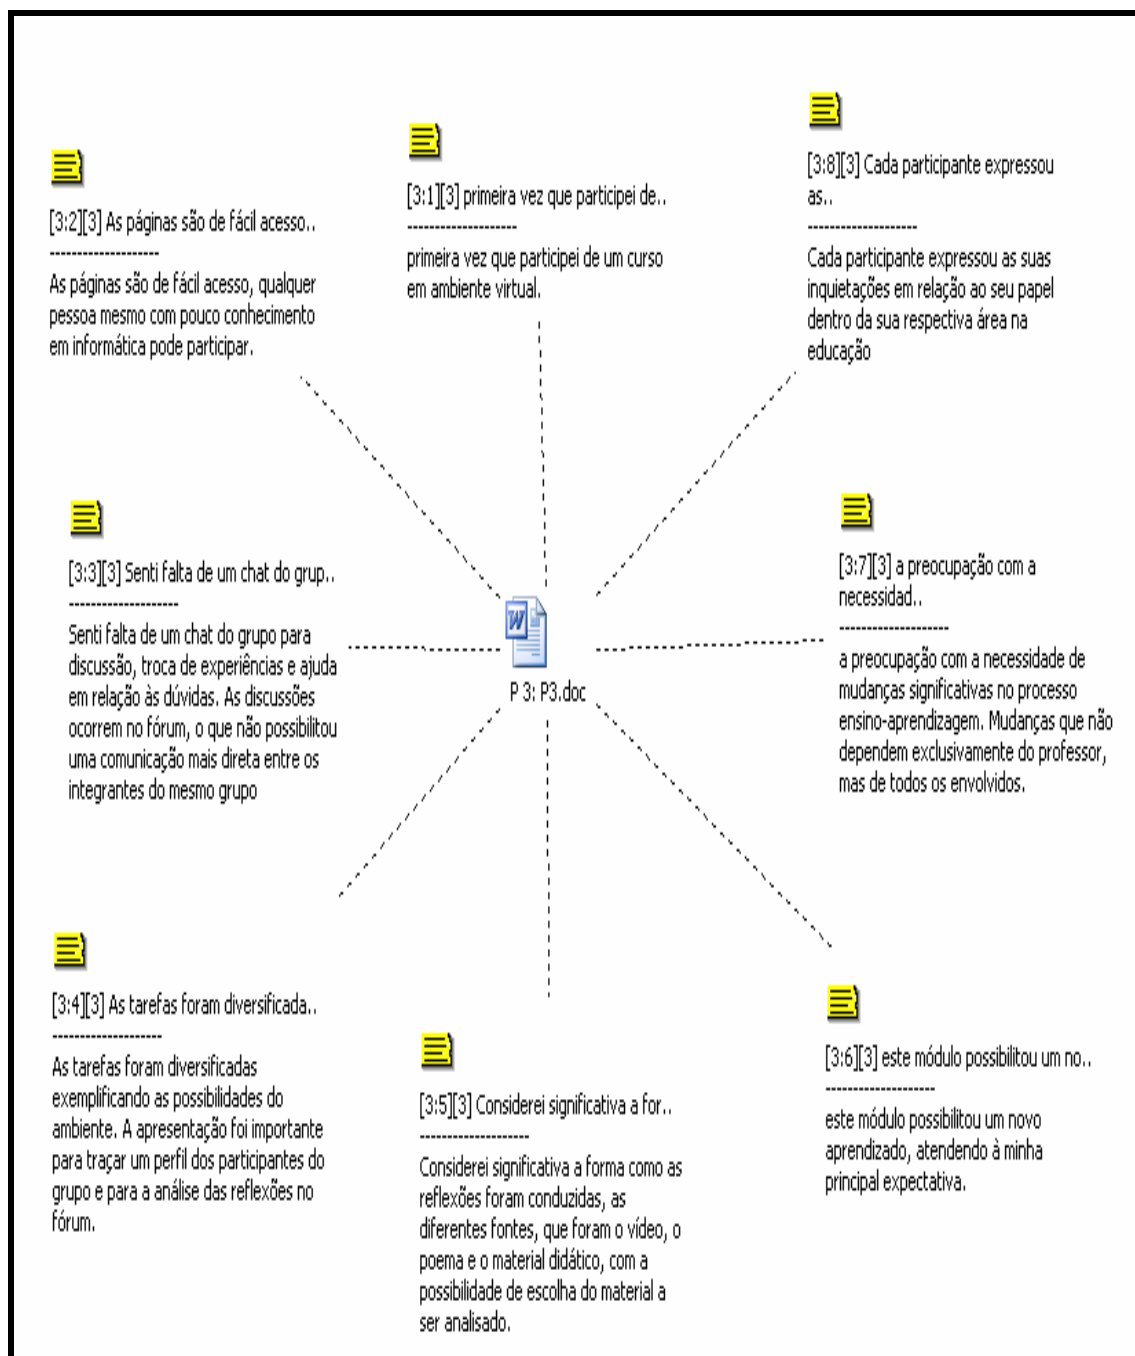 [3:2][3] As páginas são de fácil acesso..
--------------------
As páginas são de fácil acesso, qualquer
pessoa mesmo com pouco conhecimento
em informática pode participar.
[3:1][3] primeira vez que participei de..
--------------------
primeira vez que participei de um curso
em ambiente virtual.
[3:8][3] Cada participante expressou
as..
--------------------
Cada participante expressou as suas
inquietações em relação ao seu papel
dentro da sua respectiva área na
educação
[3:3][3] Senti falta de um chat do grup..
--------------------
Senti falta de um chat do grupo para
discussão, troca de experiências e ajuda
em relação às dúvidas. As discussões
ocorrem no fórum, o que não possibilitou
uma comunicação mais direta entre os
integrantes do mesmo grupo
W
P 3: P3.doc
[3:7][3] a preocupação com a
necessidad..
--------------------
a preocupação com a necessidade de
mudanças significativas no processo
ensino-aprendizagem. Mudanças que não
dependem exclusivamente do professor,
mas de todos os envolvidos.
[3:4][3] As tarefas foram diversificada..
--------------------
As tarefas foram diversificadas
exemplificando as possibilidades do
ambiente. A apresentação foi importante
para traçar um perfil dos participantes do
grupo e para a análise das reflexões no
fórum.
[3:5][3] Considerei significativa a for..
--------------------
Considerei significativa a forma como as
reflexões foram conduzidas, as
diferentes fontes, que foram o vídeo, o
poema e o material didático, com a
possibilidade de escolha do material a
ser analisado.
[3:6][3] este módulo possibilitou um no..
--------------------
este módulo possibilitou um novo
aprendizado, atendendo à minha
principal expectativa.